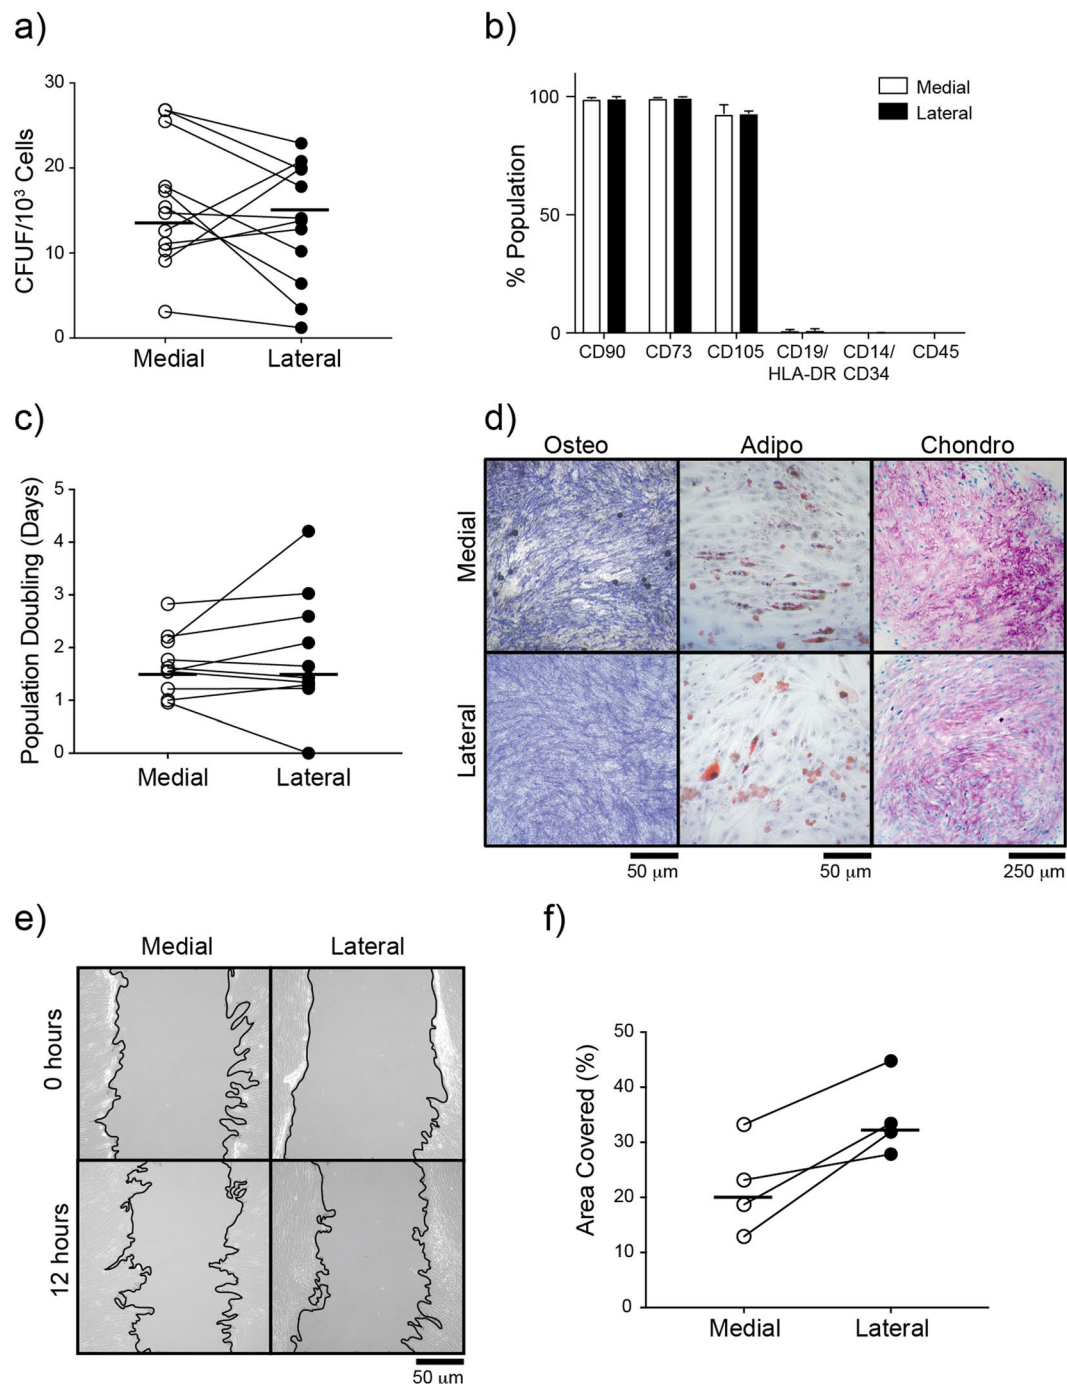 a)
30
20
10
0
CFUF/10³ Cells
Medial Lateral
b)
100
50
0
% Population
Medial
Lateral
CD90 CD73 CD105 CD19/ CD14/ CD45
HLA-DR CD34
c)
5
4
3
2
1
0
Population Doubling (Days)
Medial Lateral
d)
Osteo Adipo Chondro
Medial
Lateral
50 μm 50 μm 250 μm
e)
Medial Lateral
0 hours
12 hours
50 μm
f)
50
40
30
20
10
0
Area Covered (%)
Medial Lateral